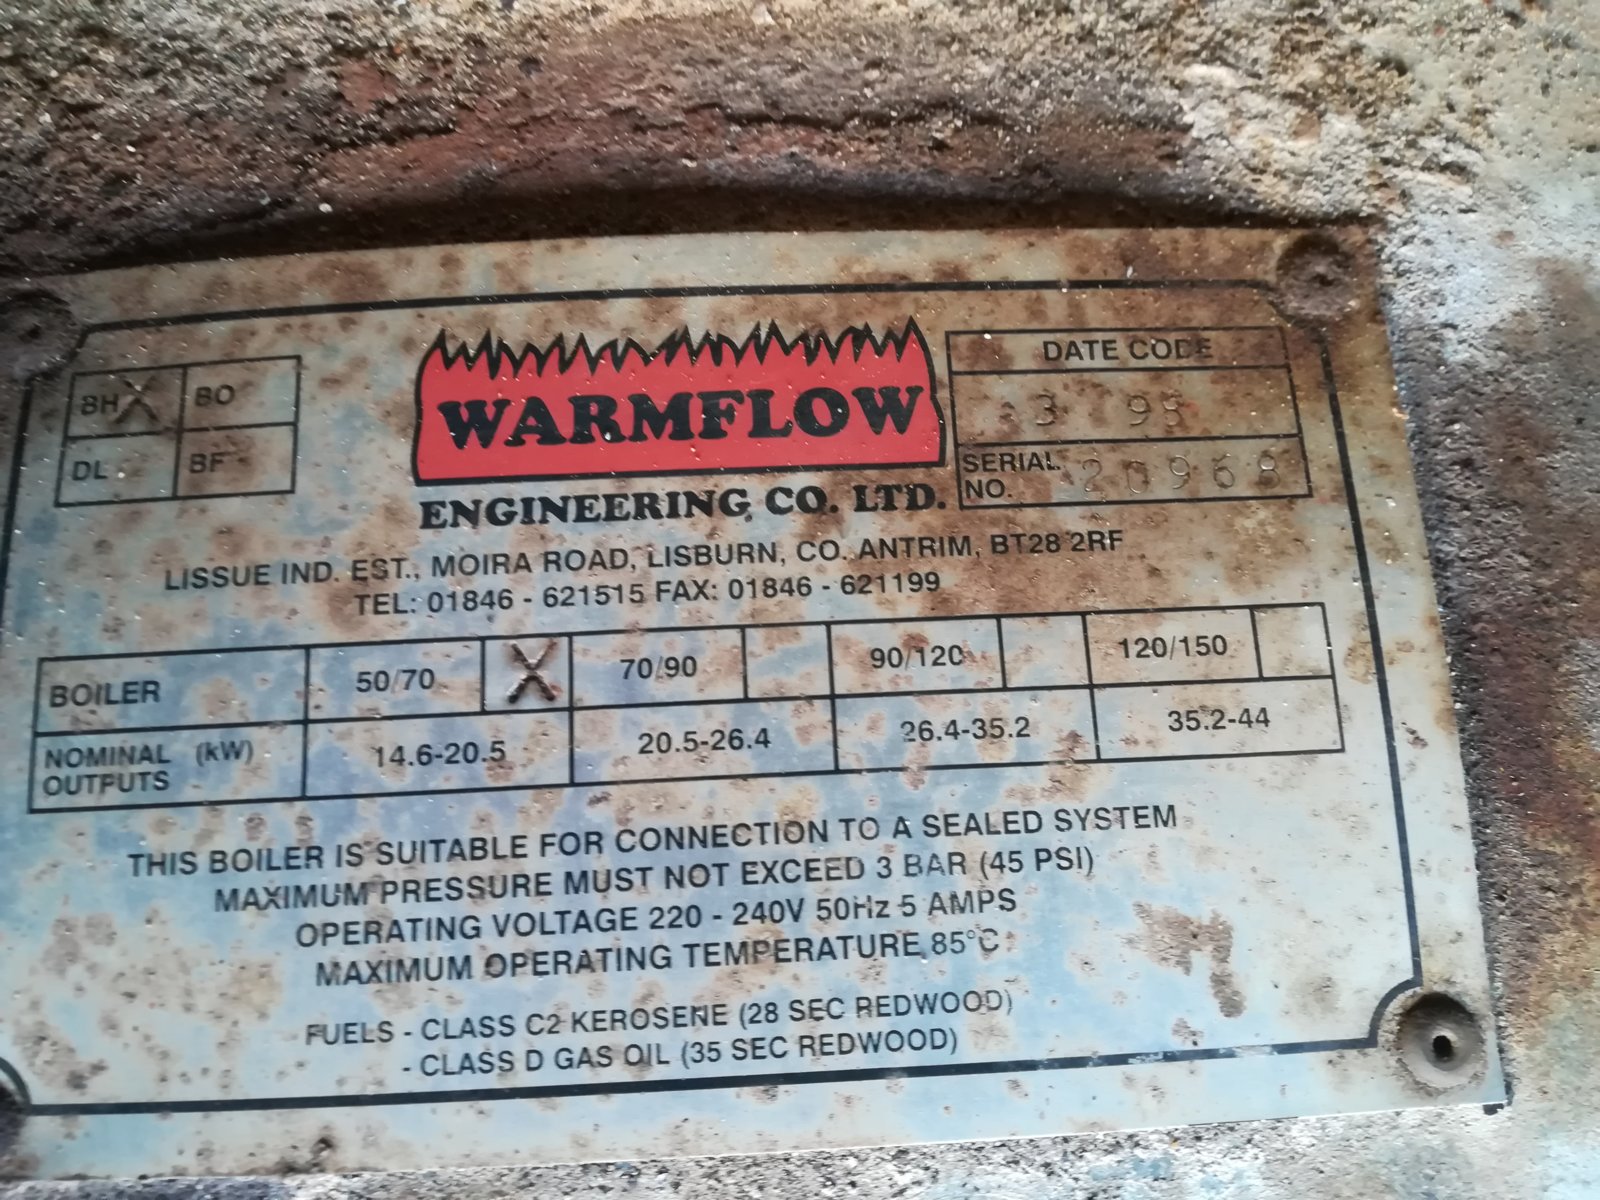 BH X BO
DL BF
WARMFLOW
ENGINEERING CO. LTD.
DATE CODE
3 98
SERIAL NO. 20968
LISSUE IND. EST., MOIRA ROAD, LISBURN, CO. ANTRIM, BT28 2RF
TEL: 01846 - 621515 FAX: 01846 - 621199
BOILER 50/70 X 70/90 90/120 120/150
NOMINAL (kW) OUTPUTS 14.6-20.5 20.5-26.4 26.4-35.2 35.2-44
THIS BOILER IS SUITABLE FOR CONNECTION TO A SEALED SYSTEM
MAXIMUM PRESSURE MUST NOT EXCEED 3 BAR (45 PSI)
OPERATING VOLTAGE 220 - 240V 50Hz 5 AMPS
MAXIMUM OPERATING TEMPERATURE 85°C
FUELS - CLASS C2 KEROSENE (28 SEC REDWOOD)
- CLASS D GAS OIL (35 SEC REDWOOD)